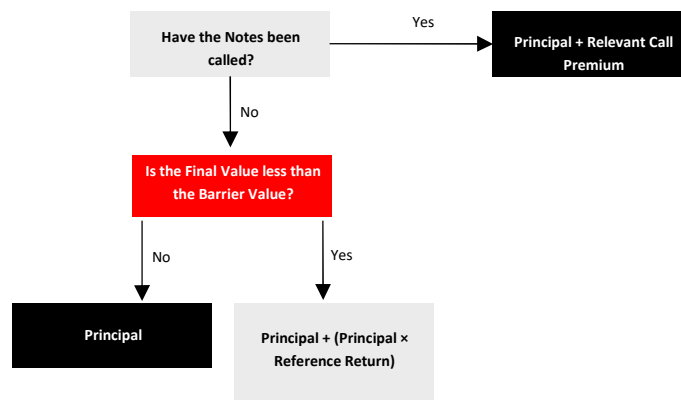 Have the Notes been
called?
Yes
Principal + Relevant Call
Premium
No
Is the Final Value less than
the Barrier Value?
No
Yes
Principal
Principal + (Principal ×
Reference Return)